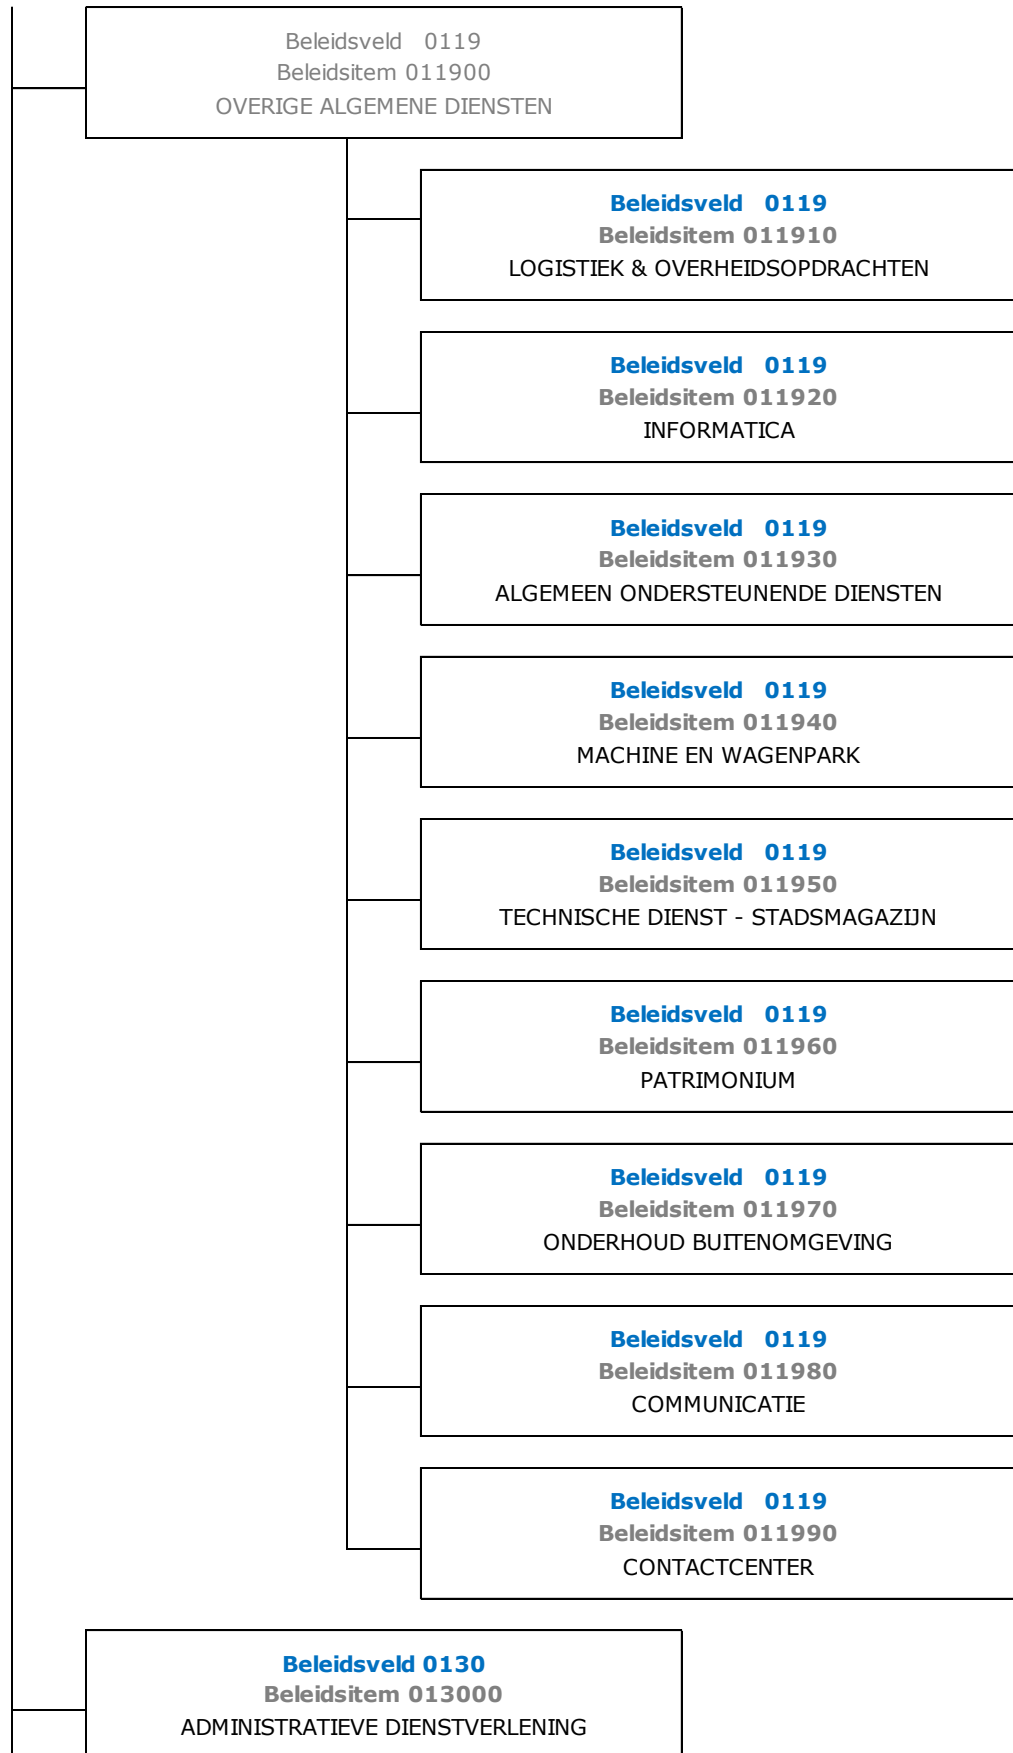 Beleidsveld 0119
Beleidsitem 011900
OVERIGE ALGEMENE DIENSTEN
Beleidsveld 0119
Beleidsitem 011910
LOGISTIEK & OVERHEIDSOPDRACHTEN
Beleidsveld 0119
Beleidsitem 011920
INFORMATICA
Beleidsveld 0119
Beleidsitem 011930
ALGEMEEN ONDERSTEUNENDE DIENSTEN
Beleidsveld 0119
Beleidsitem 011940
MACHINE EN WAGENPARK
Beleidsveld 0119
Beleidsitem 011950
TECHNISCHE DIENST - STADSMAGAZIJN
Beleidsveld 0119
Beleidsitem 011960
PATRIMONIUM
Beleidsveld 0119
Beleidsitem 011970
ONDERHOUD BUITENOMGEVING
Beleidsveld 0119
Beleidsitem 011980
COMMUNICATIE
Beleidsveld 0119
Beleidsitem 011990
CONTACTCENTER
Beleidsveld 0130
Beleidsitem 013000
ADMINISTRATIEVE DIENSTVERLENING